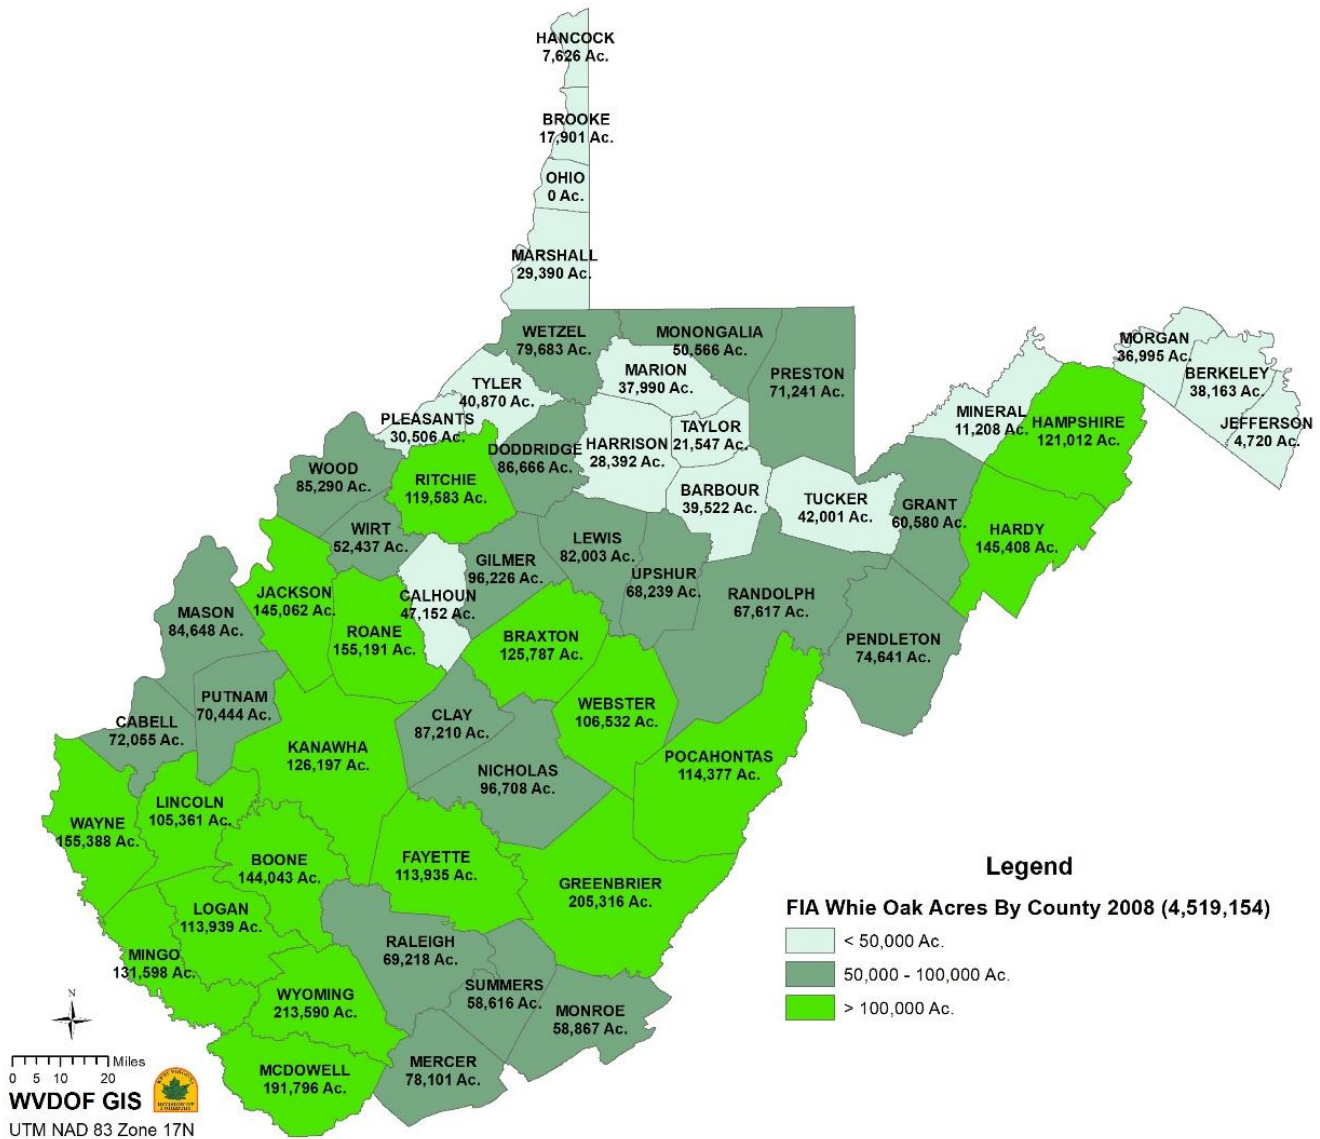 HANCOCK
7,626 Ac.
BROOKE
17,901 Ac.
OHIO
0 Ac.
MARSHALL
29,390 Ac.
WETZEL
79,683 Ac.
MONONGALIA
50,566 Ac.
PRESTON
71,241 Ac.
MARION
37,990 Ac.
TYLER
40,870 Ac.
PLEASANTS
30,506 Ac.
DODDRIDGE
86,666 Ac.
HARRISON
28,392 Ac.
TAYLOR
21,547 Ac.
MORGAN
36,995 Ac.
BERKELEY
38,163 Ac.
JEFFERSON
4,720 Ac.
MINERAL
11,208 Ac.
HAMPSHIRE
121,012 Ac.
WOOD
85,290 Ac.
RITCHIE
119,583 Ac.
BARBOUR
39,522 Ac.
TUCKER
42,001 Ac.
GRANT
60,580 Ac.
HARDY
145,408 Ac.
WIRT
52,437 Ac.
GILMER
96,226 Ac.
LEWIS
82,003 Ac.
UPSHUR
68,239 Ac.
RANDOLPH
67,617 Ac.
PENDLETON
74,641 Ac.
MASON
84,648 Ac.
JACKSON
145,062 Ac.
ROANE
155,191 Ac.
CALHOUN
47,152 Ac.
BRAXTON
125,787 Ac.
WEBSTER
106,532 Ac.
POCAHONTAS
114,377 Ac.
CABELL
72,055 Ac.
PUTNAM
70,444 Ac.
KANAWHA
126,197 Ac.
CLAY
87,210 Ac.
NICHOLAS
96,708 Ac.
WAYNE
155,388 Ac.
LINCOLN
105,361 Ac.
BOONE
144,043 Ac.
FAYETTE
113,935 Ac.
GREENBRIER
205,316 Ac.
LOGAN
113,939 Ac.
MINGO
131,598 Ac.
RALEIGH
69,218 Ac.
SUMMERS
58,616 Ac.
MONROE
58,867 Ac.
WYOMING
213,590 Ac.
MCDOWELL
191,796 Ac.
MERCER
78,101 Ac.
Legend
FIA Whie Oak Acres By County 2008 (4,519,154)
< 50,000 Ac.
50,000 - 100,000 Ac.
> 100,000 Ac.
N
Miles
0 5 10 20
WVDOF GIS
UTM NAD 83 Zone 17N